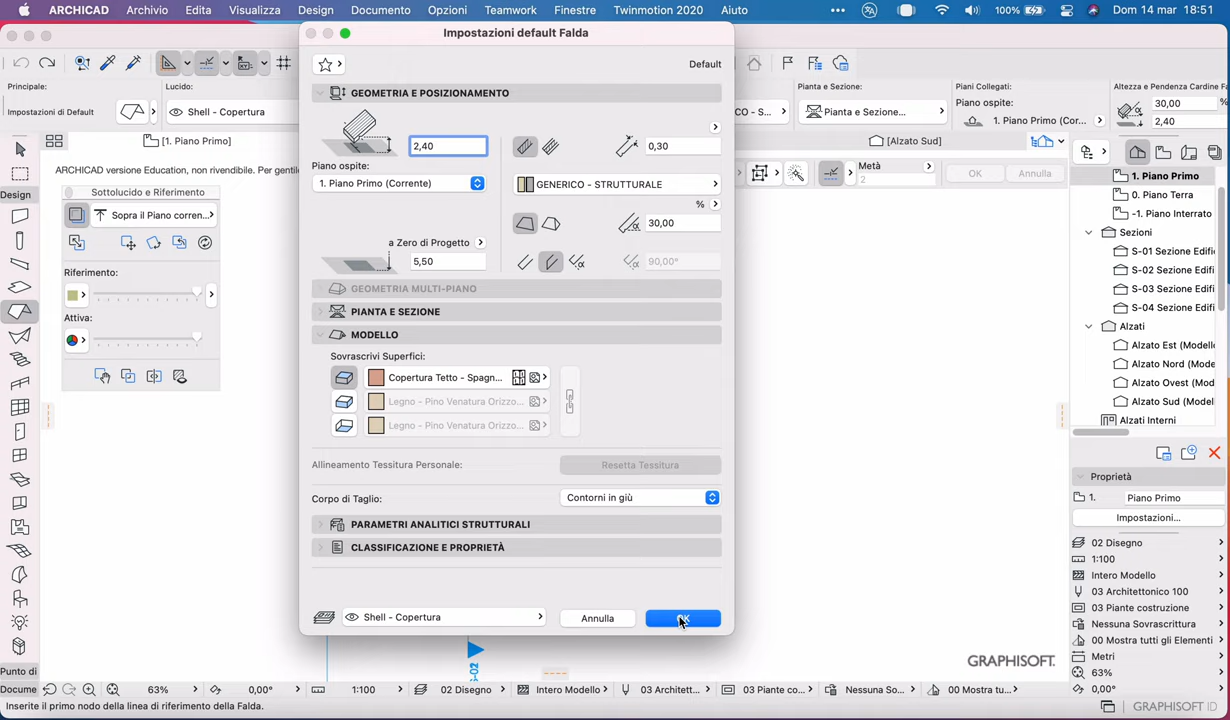 ARCHICAD Archivio Edita Visualizza Design Documento Opzioni Teamwork Finestre Twinmotion 2020 Aiuto 100% Dom 14 mar 18:51
Impostazioni default Falda
Default
Principale:
Lucido:
Pianta e Sezione:
Piani Collegati:
Altezza e Pendenza Cardine Fa
Impostazioni di Default
Shell - Copertura
CO - S...
Pianta e Sezione...
Piano ospite:
1. Piano Primo (Cor...
30,00 %
2,40
[1. Piano Primo]
[Alzato Sud]
ARCHICAD versione Education, non rivendibile. Per gentile
Metà
2
OK
Annulla
Design
Sottolucido e Riferimento
Sopra il Piano corren...
Riferimento:
Attiva:
GEOMETRIA E POSIZIONAMENTO
2,40
0,30
Piano ospite:
1. Piano Primo (Corrente)
GENERICO - STRUTTURALE
%
30,00
a Zero di Progetto
5,50
90,00°
GEOMETRIA MULTI-PIANO
PIANTA E SEZIONE
MODELLO
Sovrascrivi Superfici:
Copertura Tetto - Spagn...
Legno - Pino Venatura Orizzo...
Legno - Pino Venatura Orizzo...
Allineamento Tessitura Personale:
Resetta Tessitura
Corpo di Taglio:
Contorni in giù
PARAMETRI ANALITICI STRUTTURALI
CLASSIFICAZIONE E PROPRIETÀ
Shell - Copertura
Annulla
OK
1. Piano Primo
0. Piano Terra
-1. Piano Interrato
Sezioni
S-01 Sezione Edifi
S-02 Sezione Edifi
S-03 Sezione Edifi
S-04 Sezione Edifi
Alzati
Alzato Est (Modell
Alzato Nord (Mode
Alzato Ovest (Mod
Alzato Sud (Model
Alzati Interni
Proprietà
1. Piano Primo
Impostazioni...
02 Disegno
1:100
Intero Modello
03 Architettonico 100
03 Piante costruzione
Nessuna Sovrascrittura
00 Mostra tutti gli Elementi
Metri
63%
0,00°
S-02
GRAPHISOFT.
Punto di
Docume
63%
0,00°
1:100
02 Disegno
Intero Modello
03 Architett...
03 Piante co...
Nessuna So...
00 Mostra tu...
Inserite il primo nodo della linea di riferimento della Falda.
GRAPHISOFT ID